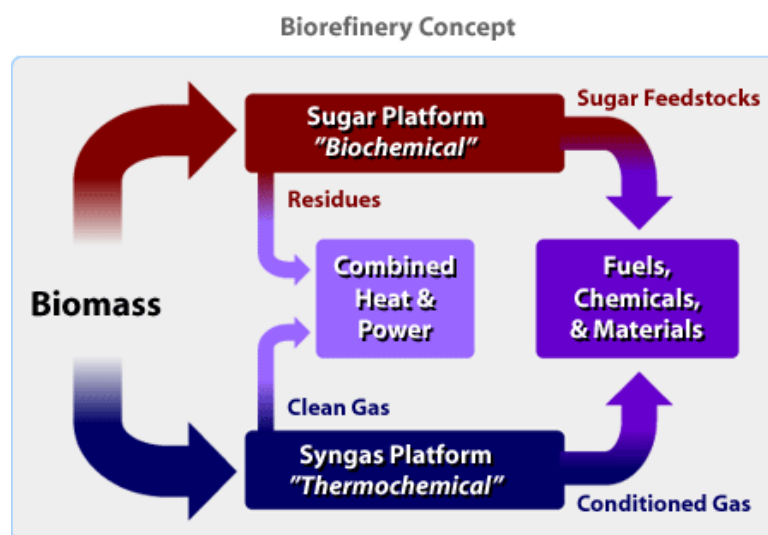 Biorefinery Concept
Sugar Feedstocks
Sugar Platform
"Biochemical"
Residues
Combined
Heat &
Power
Fuels,
Chemicals,
& Materials
Biomass
Clean Gas
Syngas Platform
"Thermochemical"
Conditioned Gas